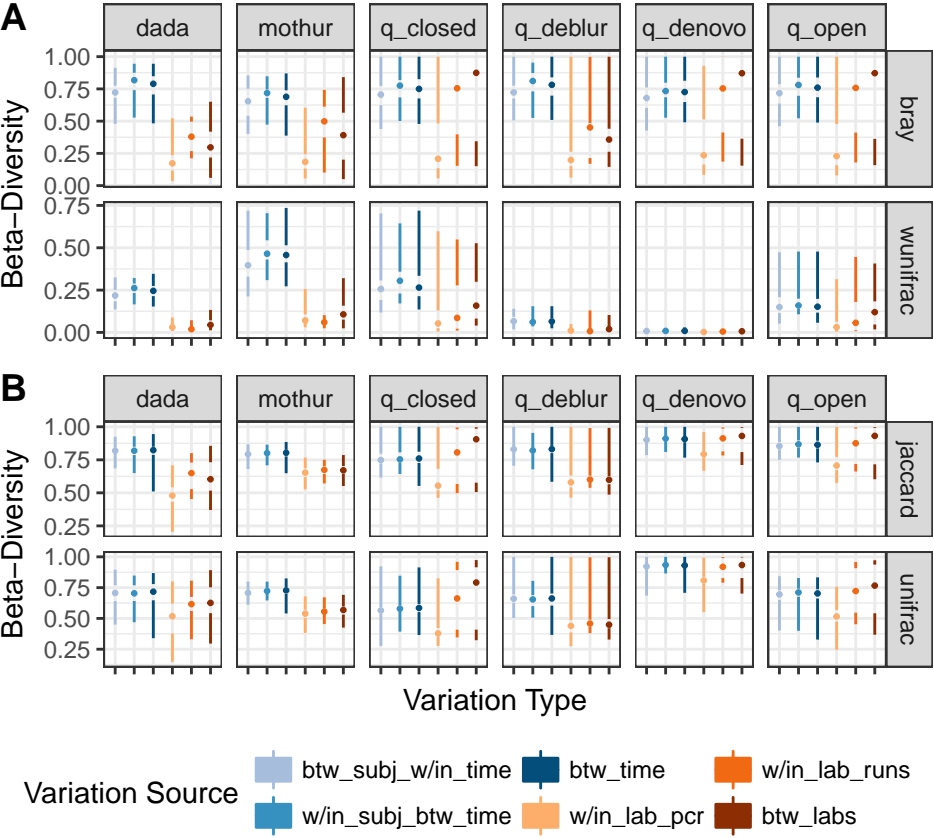 A
dada mothur q_closed q_deblur q_denovo q_open
1.00
0.75
0.50
0.25
0.00
bray
Beta−Diversity
0.75
0.50
0.25
0.00
wunifrac
B
dada mothur q_closed q_deblur q_denovo q_open
1.00
0.75
0.50
0.25
jaccard
Beta−Diversity
1.00
0.75
0.50
0.25
unifrac
Variation Type
Variation Source
btw_subj_w/in_time btw_time w/in_lab_runs
w/in_subj_btw_time w/in_lab_pcr btw_labs